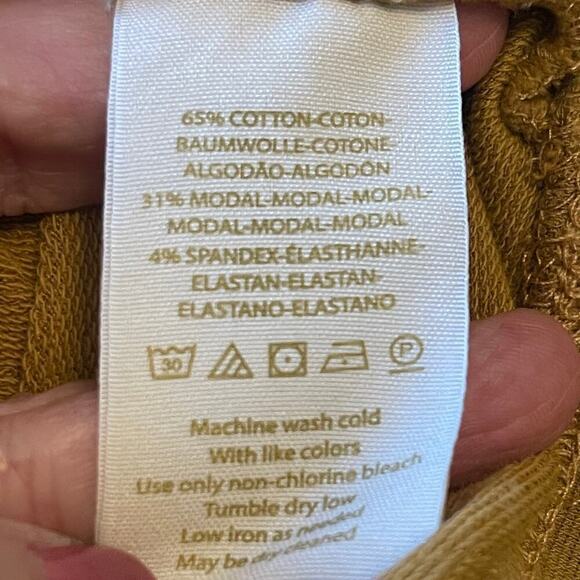 65% COTTON-COTON-
BAUMWOLLE-COTONE-
ALGODÃO-ALGODÓN
31% MODAL-MODAL-MODAL-
MODAL-MODAL-MODAL
4% SPANDEX-ÉLASTHANNE-
ELASTAN-ELASTAN-
ELASTANO-ELASTANO
30 P
Machine wash cold
With like colors
Use only non-chlorine bleach
Tumble dry low
Low iron as needed
May be dry cleaned